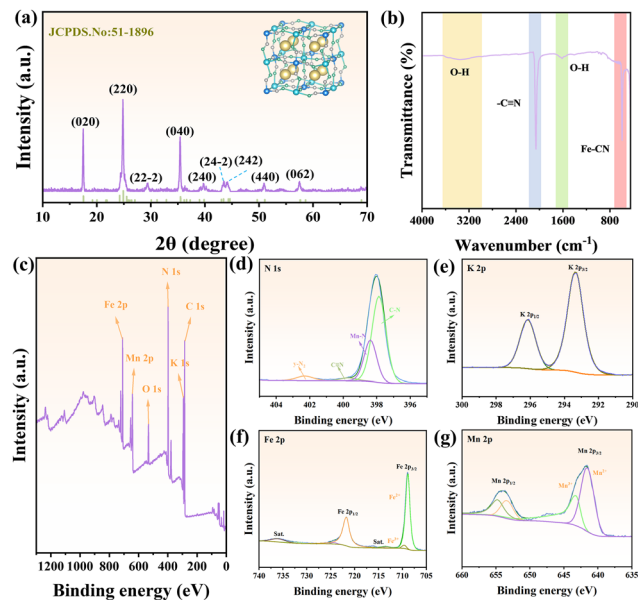 (a)
JCPDS.No:51-1896
(220)
(020)
(040)
(22-2)
(240)
(24-2)
(242)
(440)
(062)
10 20 30 40 50 60 70
2θ (degree)
Intensity (a.u.)
(b)
O-H
-C≡N
O-H
Fe-CN
4000 2400 1600 800
Wavenumber (cm-1)
Transmittance (%)
(c)
N 1s
C 1s
Fe 2p
Mn 2p
K 1s
O 1s
1200 1000 800 600 400 200 0
Binding energy (eV)
Intensity (a.u.)
(d)
N 1s
C-N
Mn-N
C≡N
404 402 400 398 396
Binding energy (eV)
Intensity (a.u.)
(e)
K 2p
K 2p3/2
K 2p1/2
300 298 296 294 292 290
Binding energy (eV)
Intensity (a.u.)
(f)
Fe 2p
Fe 2p3/2
Fe2+
Fe 2p1/2
Fe3+
Sat.
Sat.
740 735 730 725 720 715 710 705
Binding energy (eV)
Intensity (a.u.)
(g)
Mn 2p
Mn 2p3/2
Mn 2p1/2
660 655 650 645 640 635
Binding energy (eV)
Intensity (a.u.)